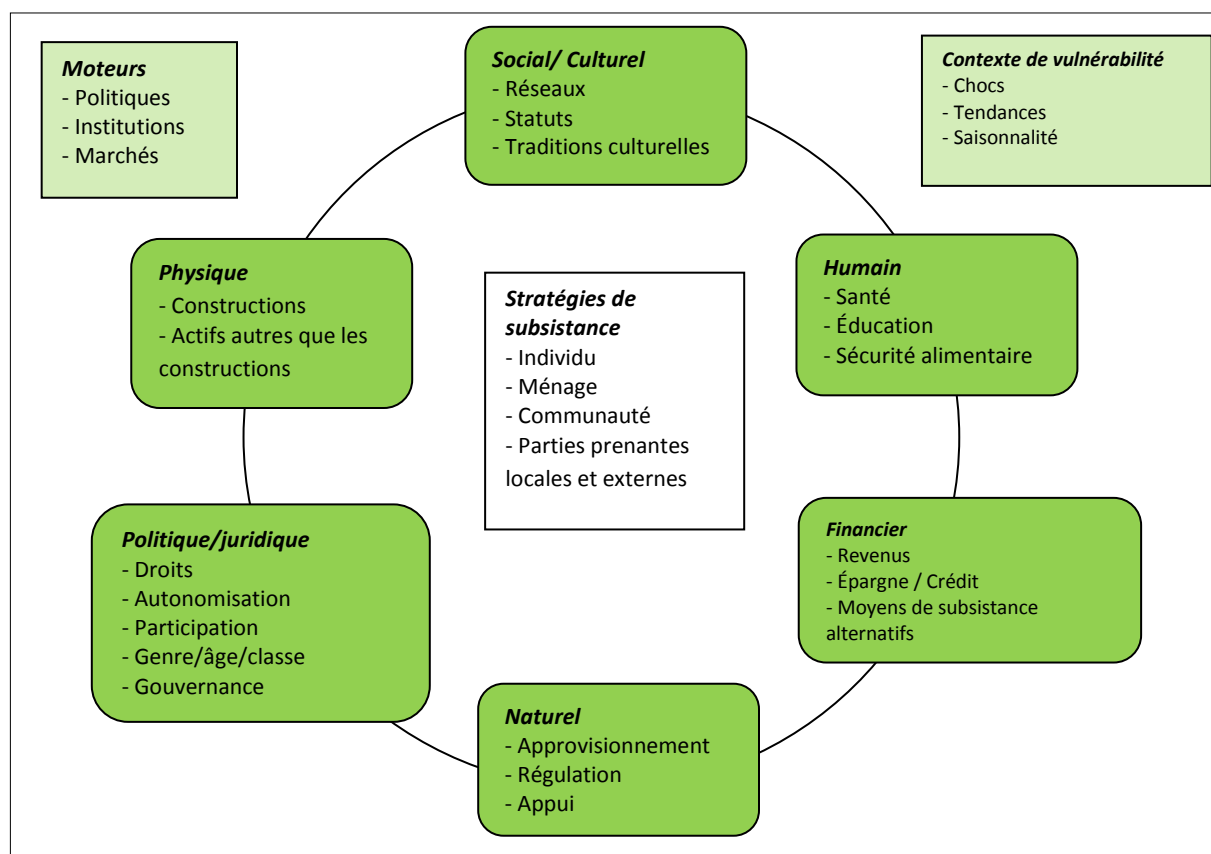 Moteurs
- Politiques
- Institutions
- Marchés
Social/ Culturel
- Réseaux
- Statuts
- Traditions culturelles
Contexte de vulnérabilité
- Chocs
- Tendances
- Saisonnalité
Physique
- Constructions
- Actifs autres que les
constructions
Stratégies de
subsistance
- Individu
- Ménage
- Communauté
- Parties prenantes
locales et externes
Humain
- Santé
- Éducation
- Sécurité alimentaire
Politique/juridique
- Droits
- Autonomisation
- Participation
- Genre/âge/classe
- Gouvernance
Financier
- Revenus
- Épargne / Crédit
- Moyens de subsistance
alternatifs
Naturel
- Approvisionnement
- Régulation
- Appui